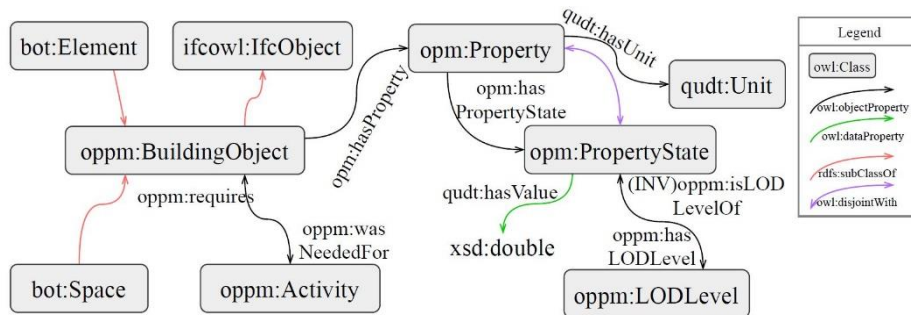 bot:Element
ifcowl:IfcObject
opm:hasProperty
opm:Property
qudt:hasUnit
qudt:Unit
opm:has
PropertyState
oppm:BuildingObject
opm:PropertyState
oppm:requires
qudt:hasValue
(INV)oppm:isLOD
LevelOf
oppm:was
NeededFor
xsd:double
oppm:has
LODLevel
bot:Space
oppm:Activity
oppm:LODLevel
Legend
owl:Class
owl:objectProperty
owl:dataProperty
rdfs:subClassOf
owl:disjointWith